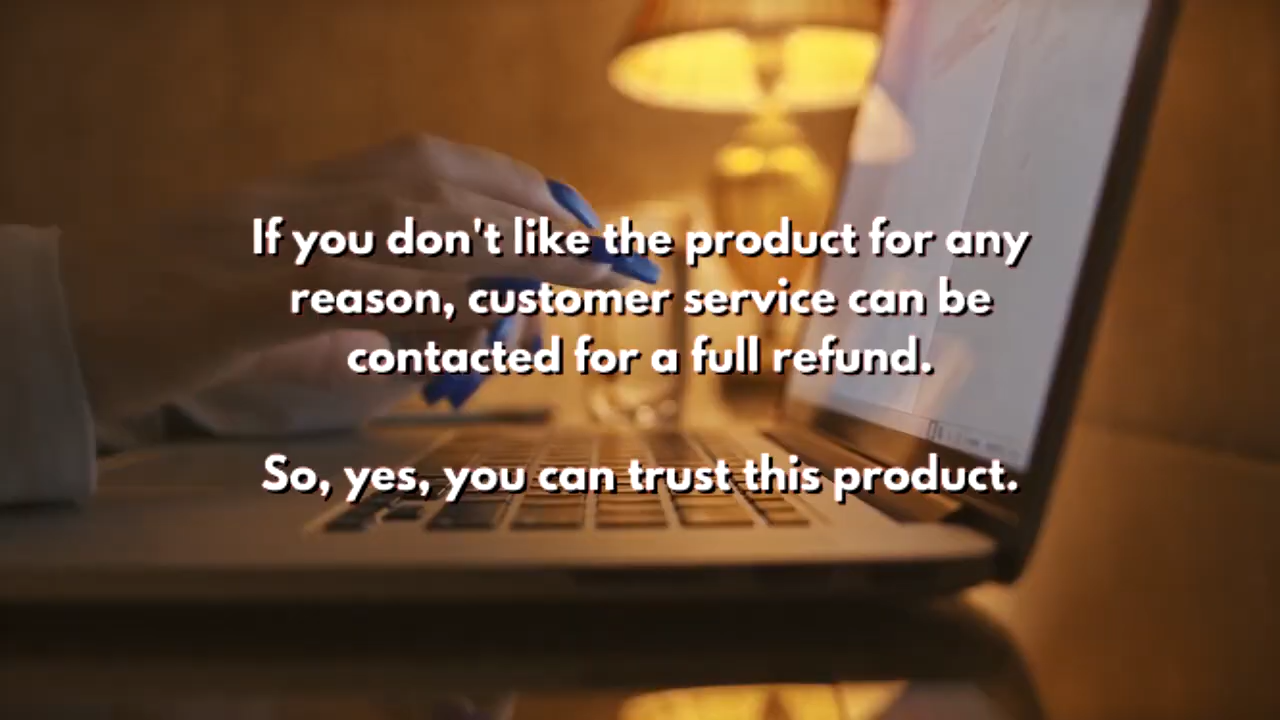 If you don't like the product for any
reason, customer service can be
contacted for a full refund.
So, yes, you can trust this product.